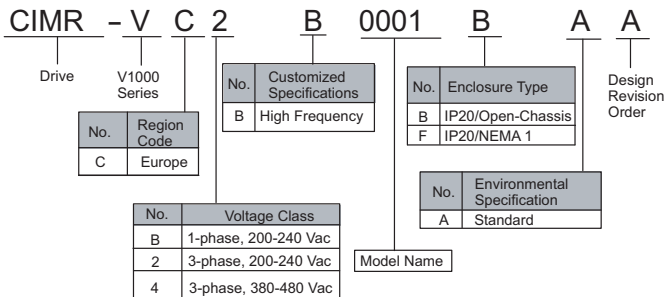 CIMR – V C 2 B 0001 B A A
Drive
V1000
Series
No. Region
Code
C Europe
No. Customized
Specifications
B High Frequency
No. Enclosure Type
B IP20/Open-Chassis
F IP20/NEMA 1
Design
Revision
Order
No. Environmental
Specification
A Standard
No. Voltage Class
B 1-phase, 200-240 Vac
2 3-phase, 200-240 Vac
4 3-phase, 380-480 Vac
Model Name